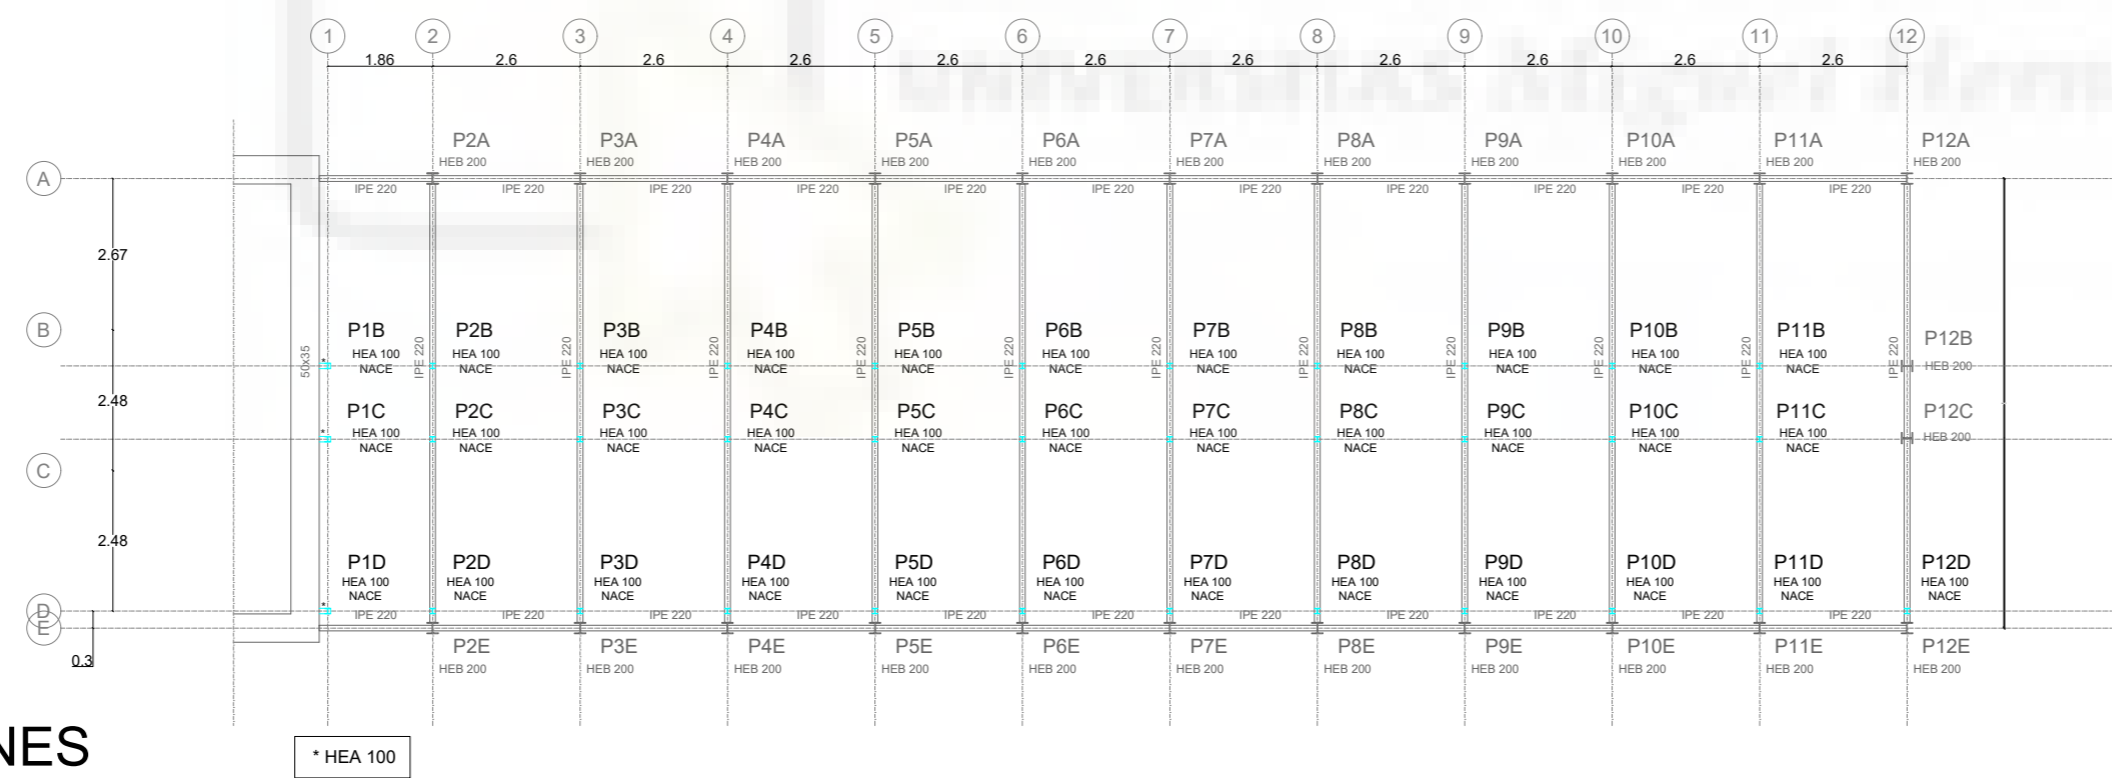 1 2 3 4 5 6 7 8 9 10 11 12
1.86 2.6 2.6 2.6 2.6 2.6 2.6 2.6 2.6 2.6 2.6
P2A P3A P4A P5A P6A P7A P8A P9A P10A P11A P12A
HEB 200 HEB 200 HEB 200 HEB 200 HEB 200 HEB 200 HEB 200 HEB 200 HEB 200 HEB 200 HEB 200
A
IPE 220 IPE 220 IPE 220 IPE 220 IPE 220 IPE 220 IPE 220 IPE 220 IPE 220 IPE 220 IPE 220
2.67
B
P1B P2B P3B P4B P5B P6B P7B P8B P9B P10B P11B P12B
HEA 100 HEA 100 HEA 100 HEA 100 HEA 100 HEA 100 HEA 100 HEA 100 HEA 100 HEA 100 HEA 100 HEB 200
NACE NACE NACE NACE NACE NACE NACE NACE NACE NACE NACE
50x35 IPE 220 IPE 220 IPE 220 IPE 220 IPE 220 IPE 220 IPE 220 IPE 220 IPE 220 IPE 220 IPE 220
*
2.48
P1C P2C P3C P4C P5C P6C P7C P8C P9C P10C P11C P12C
HEA 100 HEA 100 HEA 100 HEA 100 HEA 100 HEA 100 HEA 100 HEA 100 HEA 100 HEA 100 HEA 100 HEB 200
NACE NACE NACE NACE NACE NACE NACE NACE NACE NACE NACE
*
C
2.48
P1D P2D P3D P4D P5D P6D P7D P8D P9D P10D P11D P12D
HEA 100 HEA 100 HEA 100 HEA 100 HEA 100 HEA 100 HEA 100 HEA 100 HEA 100 HEA 100 HEA 100 HEA 100
NACE NACE NACE NACE NACE NACE NACE NACE NACE NACE NACE NACE
*
D
IPE 220 IPE 220 IPE 220 IPE 220 IPE 220 IPE 220 IPE 220 IPE 220 IPE 220 IPE 220 IPE 220
E
P2E P3E P4E P5E P6E P7E P8E P9E P10E P11E P12E
HEB 200 HEB 200 HEB 200 HEB 200 HEB 200 HEB 200 HEB 200 HEB 200 HEB 200 HEB 200 HEB 200
0.3
NES
* HEA 100